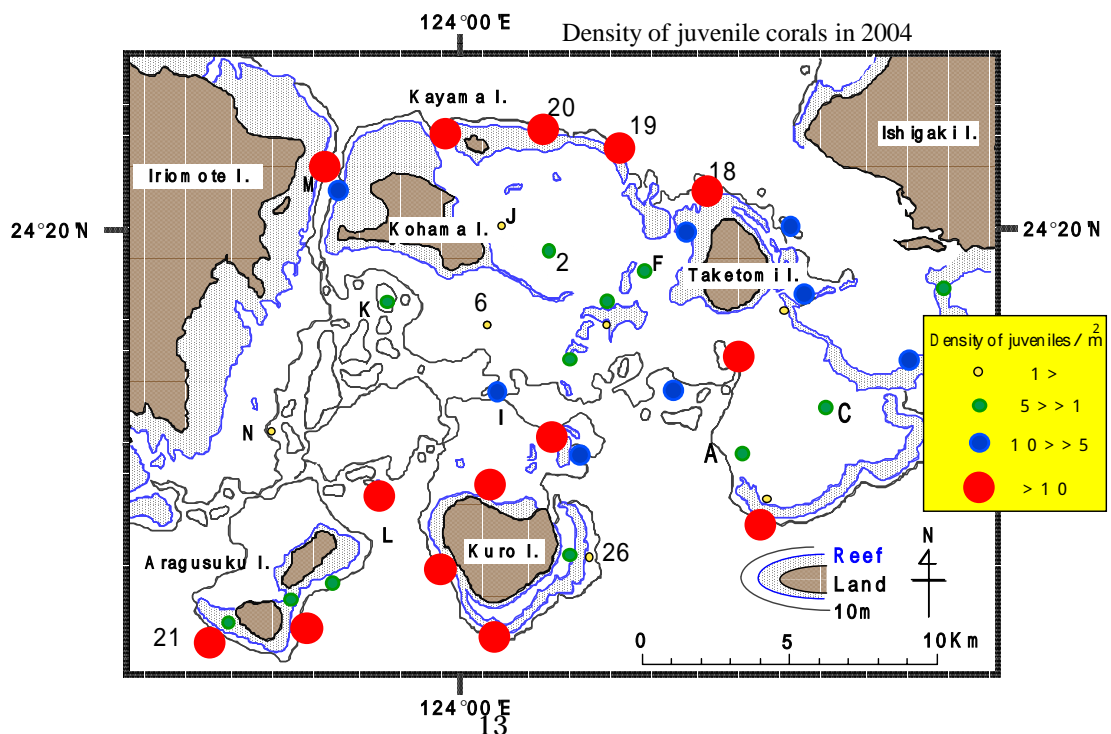 124°00'E
Density of juvenile corals in 2004
Kayama I.
20
19
Ishigaki I.
Iriomote I.
M
18
24°20'N
24°20'N
J
Kohama I.
2
F
Taketomi I.
K
6
Density of juveniles/m2
1 >
5 > > 1
C
I
10 > > 5
N
A
> 10
L
N
Aragusuku I.
Kuro I.
26
Reef
Land
10m
21
0 5 10Km
124°00'E
13